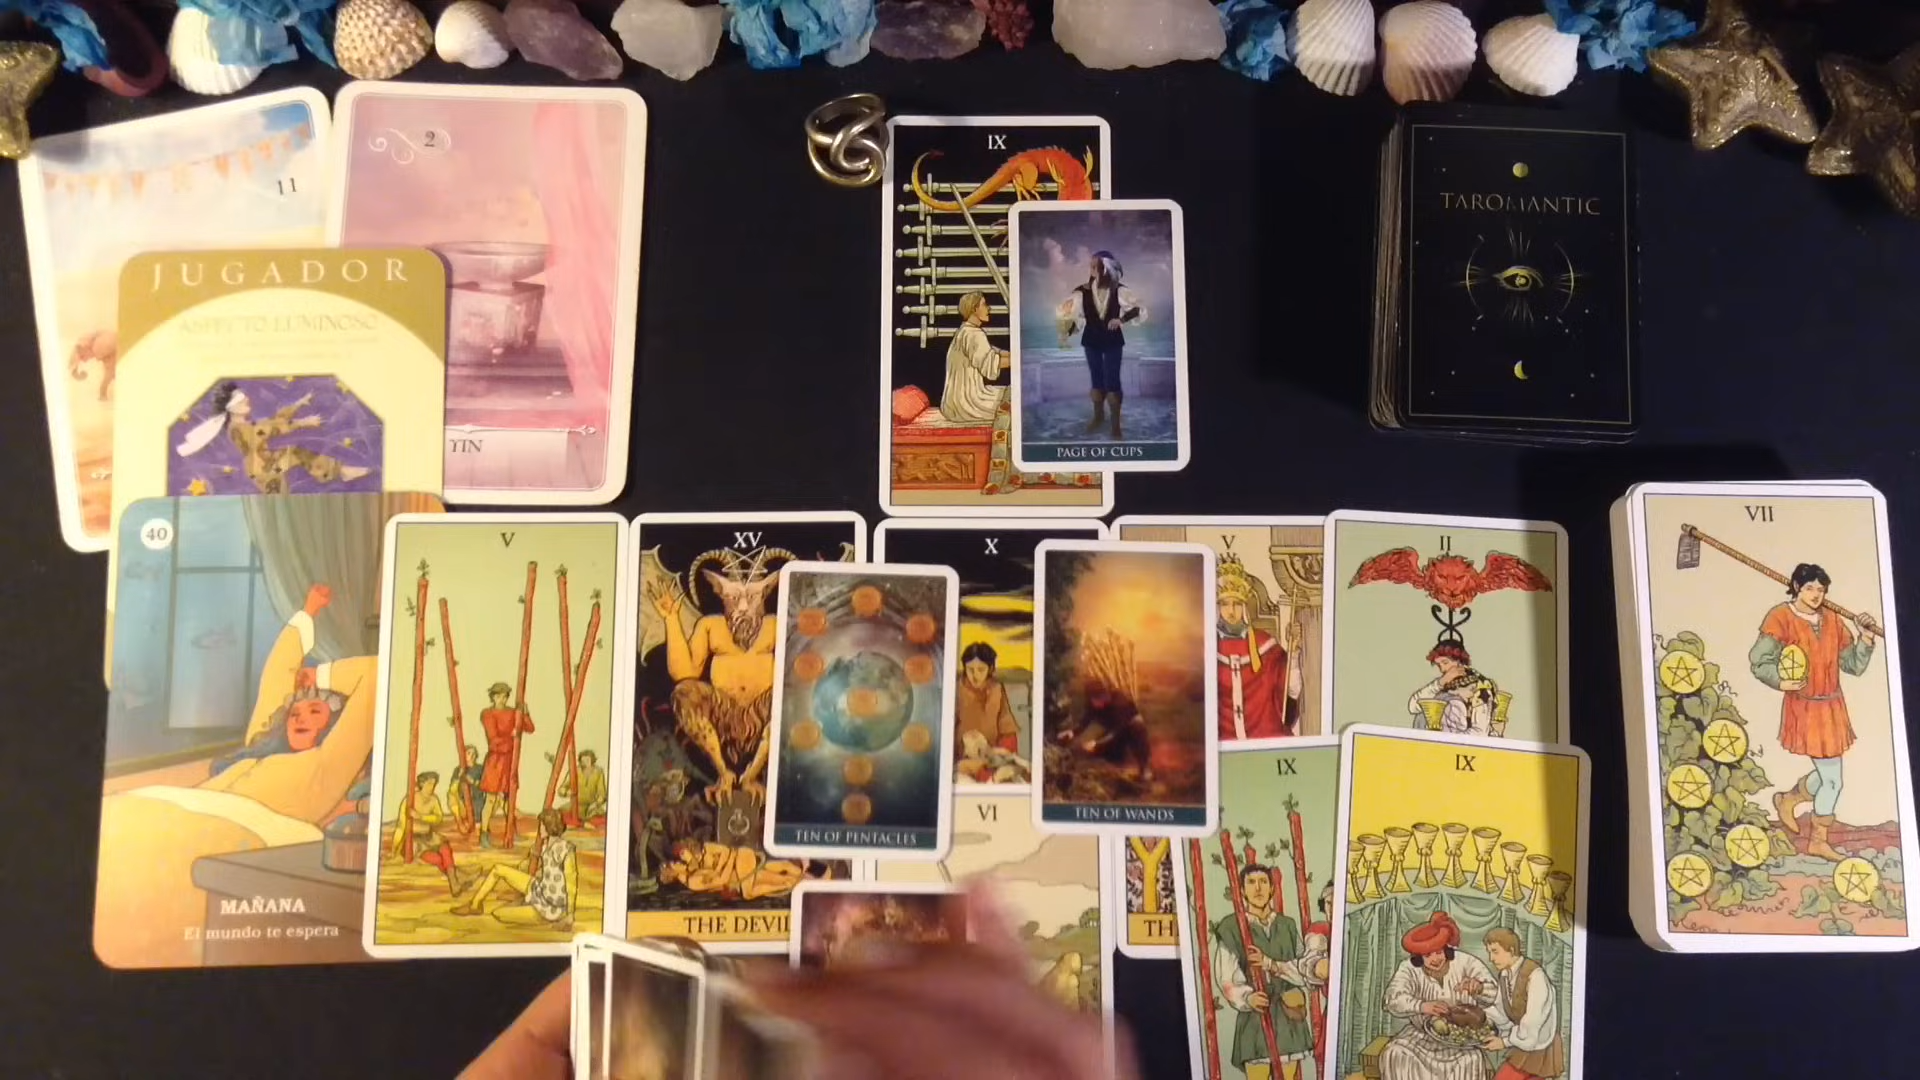 11
2
YIN
JUGADOR
ASPECTO LUMINOSO
40
MAÑANA
El mundo te espera
IX
PAGE OF CUPS
TAROMANTIC
V
XV
THE DEVIL
TEN OF PENTACLES
X
TEN OF WANDS
VI
V
TH
II
IX
IX
VII